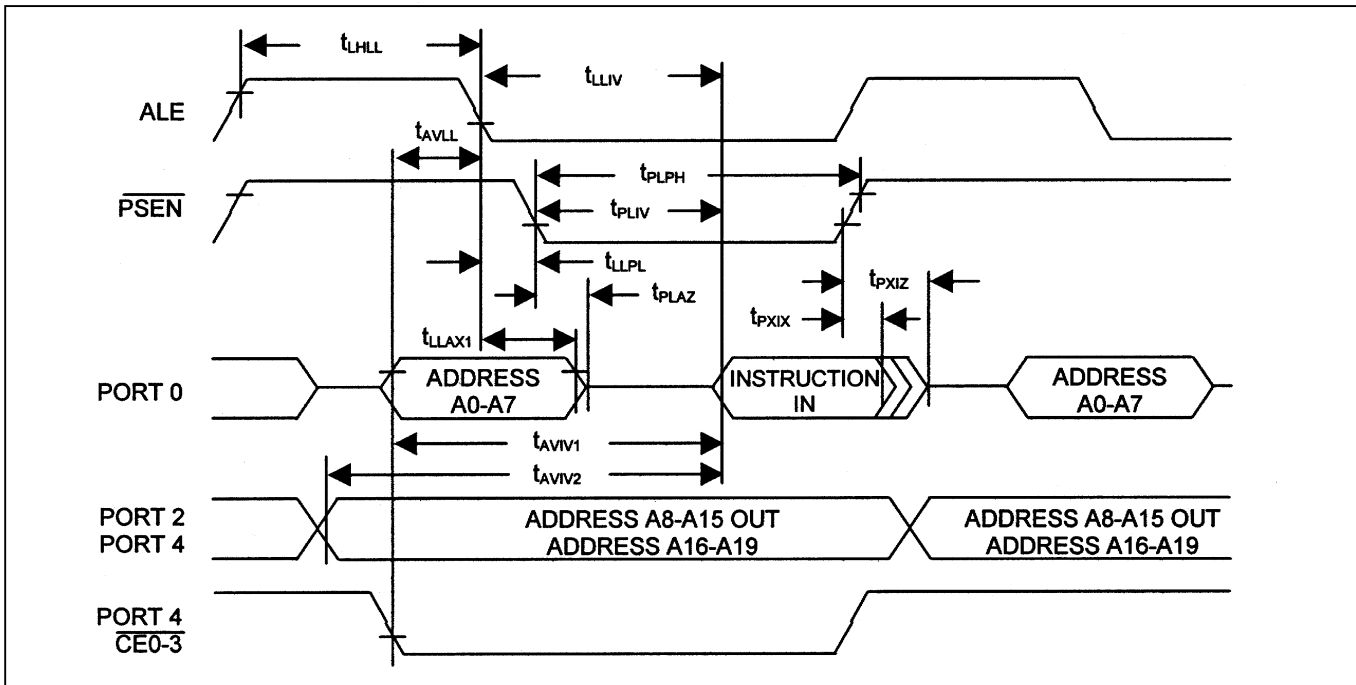 tLHLL
tLLIV
ALE
tAVLL
tPLPH
PSEN
tPLIV
tLLPL
tPLAZ
tPXIZ
tPXIX
tLLAX1
PORT 0
ADDRESS
A0-A7
INSTRUCTION
IN
ADDRESS
A0-A7
tAVIV1
tAVIV2
PORT 2
PORT 4
ADDRESS A8-A15 OUT
ADDRESS A16-A19
ADDRESS A8-A15 OUT
ADDRESS A16-A19
PORT 4
CE0-3